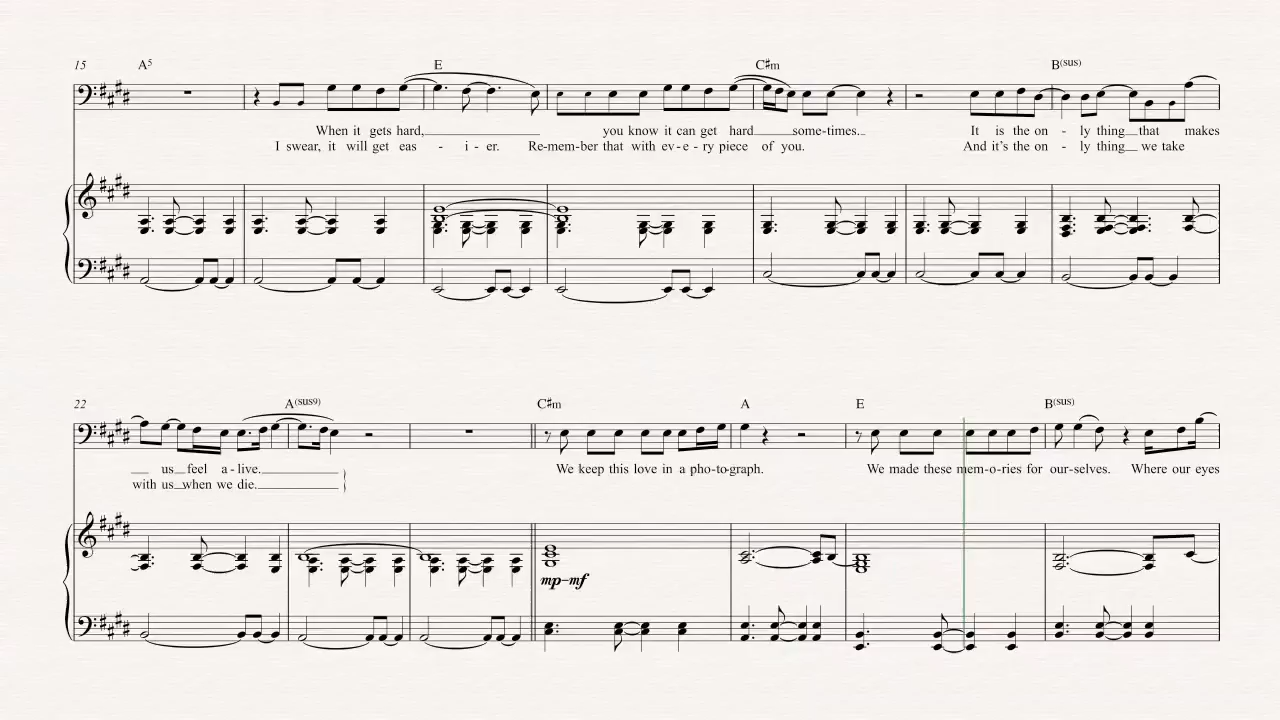 15 A5 E C♯m B(sus)
When it gets hard, you know it can get hard some-times. It is the on - ly thing that makes
I swear, it will get eas - i - er. Re-mem-ber that with ev-e-ry piece of you. And it's the on - ly thing we take
22 A(sus9) C♯m A E B(sus)
us feel a-live. We keep this love in a pho-to-graph. We made these mem-o-ries for our-selves. Where our eyes
with us when we die.
mp-mf